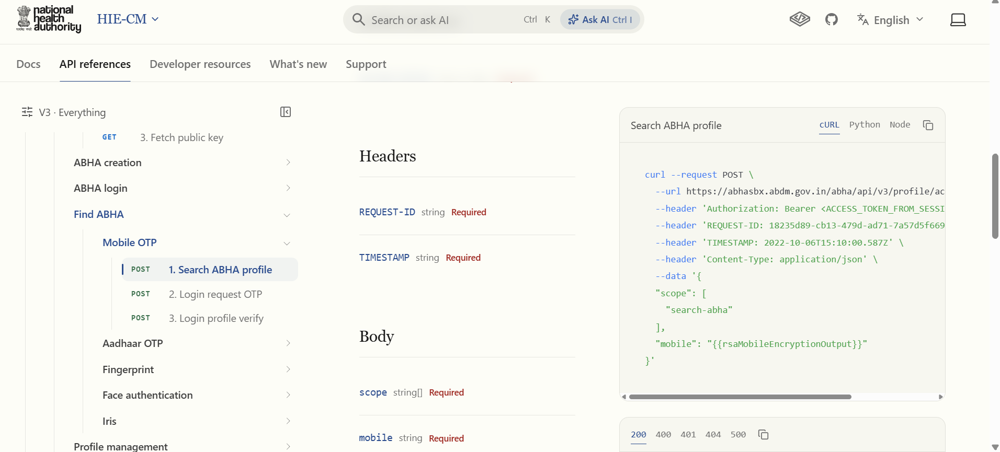 national
health
authority
HIE-CM
Search or ask AI
Ctrl K
Ask AI Ctrl I
English
Docs
API references
Developer resources
What's new
Support
V3 · Everything
GET 3. Fetch public key
ABHA creation
ABHA login
Find ABHA
Mobile OTP
POST 1. Search ABHA profile
POST 2. Login request OTP
POST 3. Login profile verify
Aadhaar OTP
Fingerprint
Face authentication
Iris
Profile management
Headers
REQUEST-ID string Required
TIMESTAMP string Required
Body
scope string[] Required
mobile string Required
Search ABHA profile
cURL Python Node
curl --request POST \
--url https://abhasbx.abdm.gov.in/abha/api/v3/profile/ac
--header 'Authorization: Bearer <ACCESS_TOKEN_FROM_SESSI
--header 'REQUEST-ID: 18235d89-cb13-479d-ad71-7a57d5f669
--header 'TIMESTAMP: 2022-10-06T15:10:00.587Z' \
--header 'Content-Type: application/json' \
--data '{
"scope": [
"search-abha"
],
"mobile": "{{rsaMobileEncryptionOutput}}"
}'
200 400 401 404 500